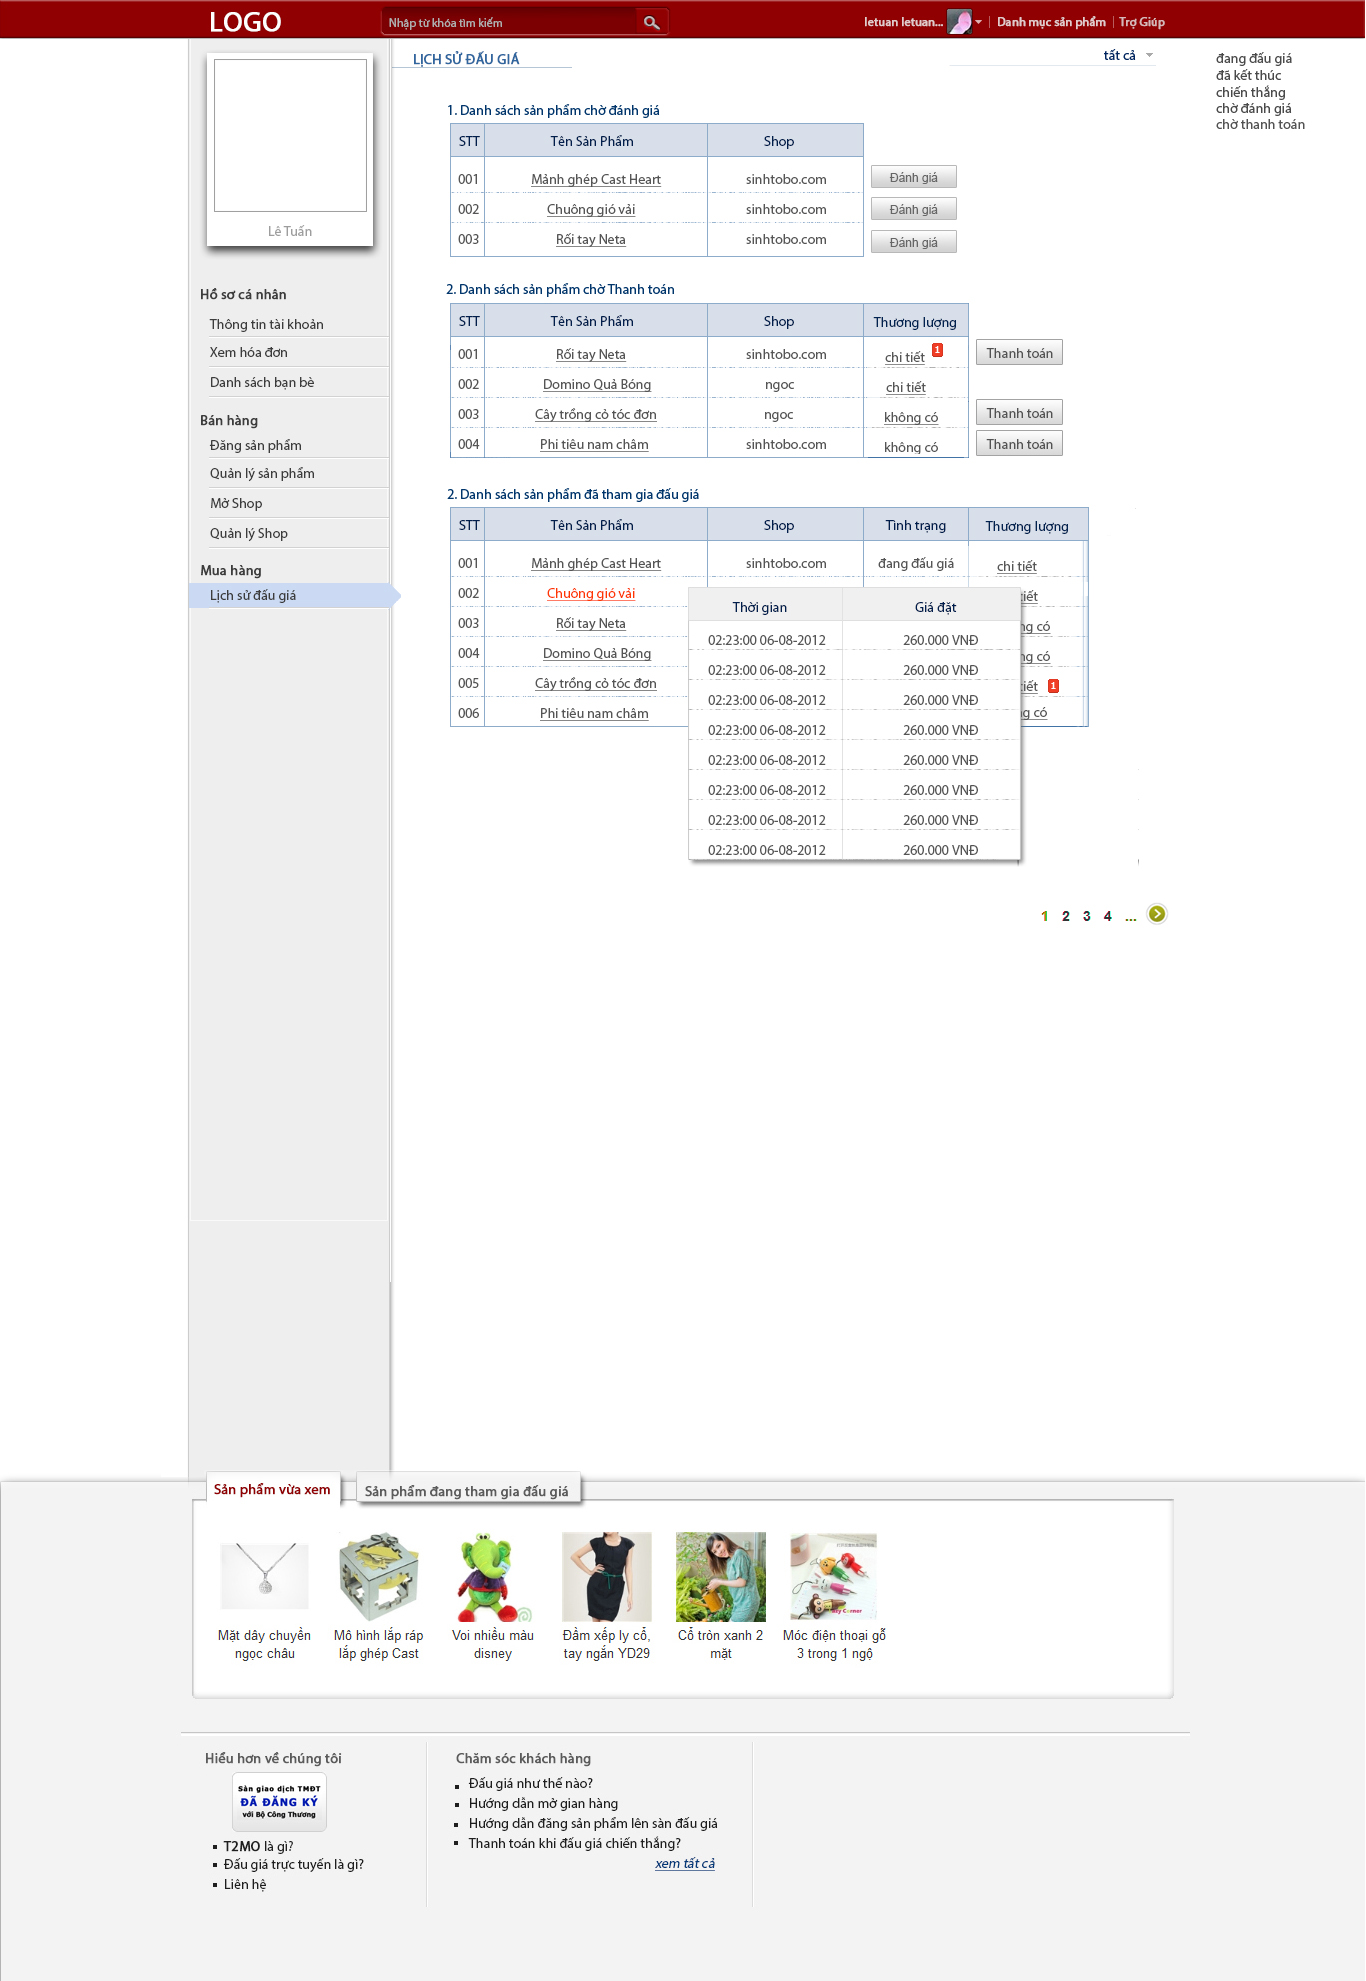 LOGO
Nhập từ khóa tìm kiếm
letuan letuan...
Danh mục sản phẩm
Trợ Giúp
Lê Tuấn
Hồ sơ cá nhân
Thông tin tài khoản
Xem hóa đơn
Danh sách bạn bè
Bán hàng
Đăng sản phẩm
Quản lý sản phẩm
Mở Shop
Quản lý Shop
Mua hàng
Lịch sử đấu giá
LỊCH SỬ ĐẤU GIÁ
tất cả
đang đấu giá
đã kết thúc
chiến thắng
chờ đánh giá
chờ thanh toán
1. Danh sách sản phẩm chờ đánh giá
STT Tên Sản Phẩm Shop
001 Mảnh ghép Cast Heart sinhtobo.com Đánh giá
002 Chuông gió vải sinhtobo.com Đánh giá
003 Rối tay Neta sinhtobo.com Đánh giá
2. Danh sách sản phẩm chờ Thanh toán
STT Tên Sản Phẩm Shop Thương lượng
001 Rối tay Neta sinhtobo.com chi tiết 1 Thanh toán
002 Domino Quả Bóng ngoc chi tiết
003 Cây trồng cỏ tóc đơn ngoc không có Thanh toán
004 Phi tiêu nam châm sinhtobo.com không có Thanh toán
2. Danh sách sản phẩm đã tham gia đấu giá
STT Tên Sản Phẩm Shop Tình trạng Thương lượng
001 Mảnh ghép Cast Heart sinhtobo.com đang đấu giá chi tiết
002 Chuông gió vải tiết
003 Rối tay Neta ng có
004 Domino Quả Bóng ng có
005 Cây trồng cỏ tóc đơn tiết 1
006 Phi tiêu nam châm g có
Thời gian Giá đặt
02:23:00 06-08-2012 260.000 VNĐ
02:23:00 06-08-2012 260.000 VNĐ
02:23:00 06-08-2012 260.000 VNĐ
02:23:00 06-08-2012 260.000 VNĐ
02:23:00 06-08-2012 260.000 VNĐ
02:23:00 06-08-2012 260.000 VNĐ
02:23:00 06-08-2012 260.000 VNĐ
02:23:00 06-08-2012 260.000 VNĐ
1 2 3 4 ...
Sản phẩm vừa xem
Sản phẩm đang tham gia đấu giá
Mặt dây chuyền
ngọc châu
Mô hình lắp ráp
lắp ghép Cast
Voi nhiều màu
disney
Đầm xếp ly cổ,
tay ngắn YD29
Cổ tròn xanh 2
mặt
Móc điện thoại gỗ
3 trong 1 ngộ
Hiểu hơn về chúng tôi
Sàn giao dịch TMĐT
ĐÃ ĐĂNG KÝ
với Bộ Công Thương
T2MO là gì?
Đấu giá trực tuyến là gì?
Liên hệ
Chăm sóc khách hàng
Đấu giá như thế nào?
Hướng dẫn mở gian hàng
Hướng dẫn đăng sản phẩm lên sàn đấu giá
Thanh toán khi đấu giá chiến thắng?
xem tất cả